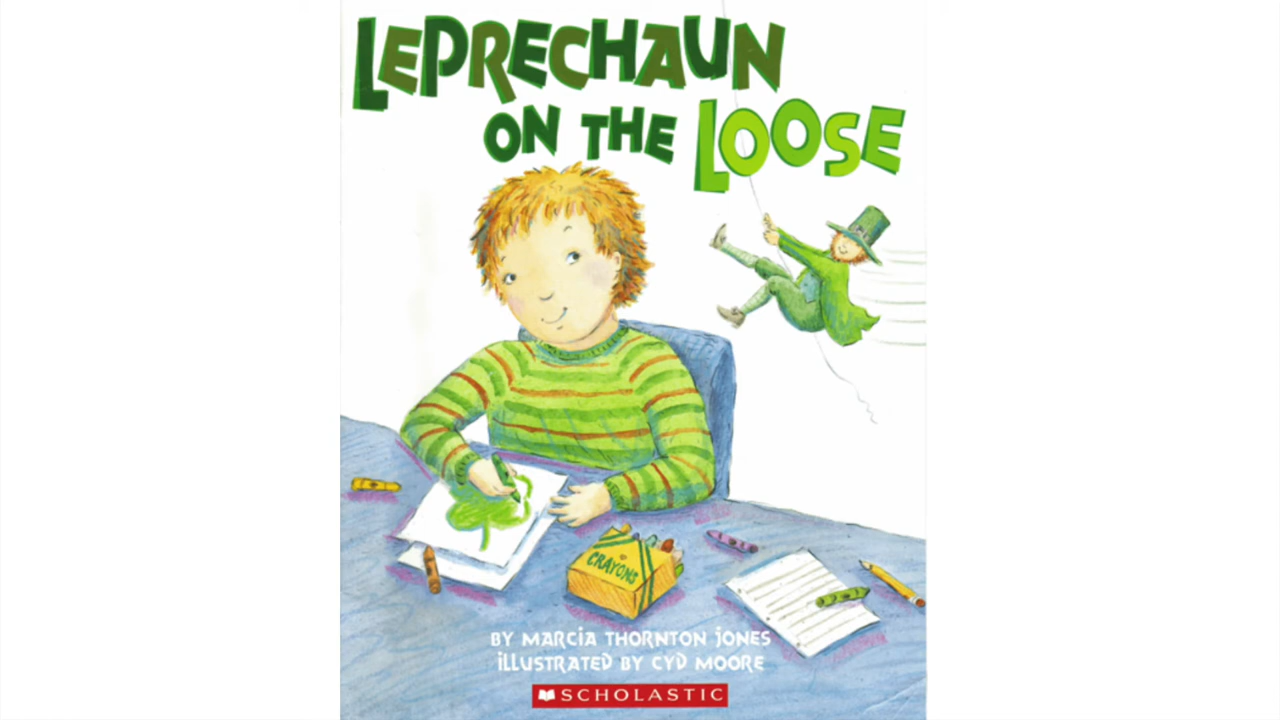 LEPRECHAUN
ON THE LOOSE
CRAYONS
BY MARCIA THORNTON JONES
ILLUSTRATED BY CYD MOORE
SCHOLASTIC